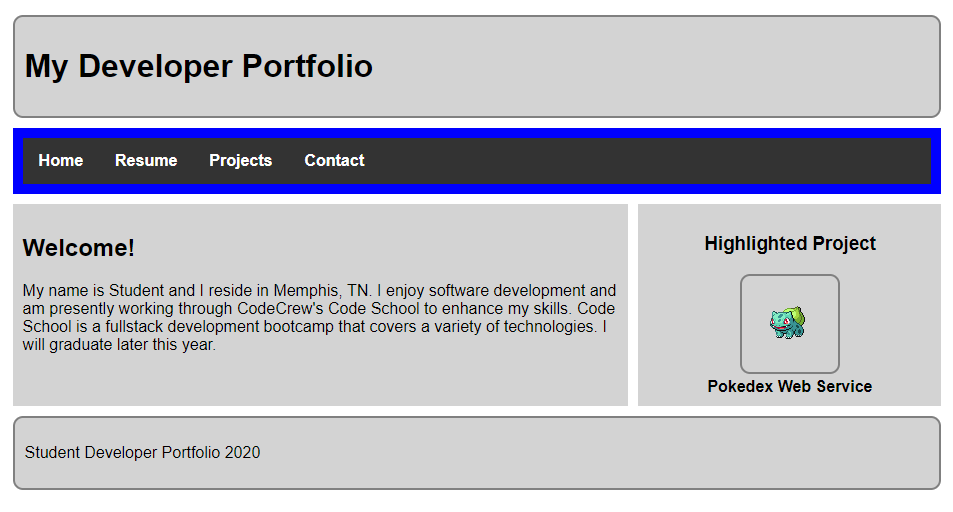 My Developer Portfolio
Home Resume Projects Contact
Welcome!
My name is Student and I reside in Memphis, TN. I enjoy software development and
am presently working through CodeCrew's Code School to enhance my skills. Code
School is a fullstack development bootcamp that covers a variety of technologies. I
will graduate later this year.
Highlighted Project
Pokedex Web Service
Student Developer Portfolio 2020